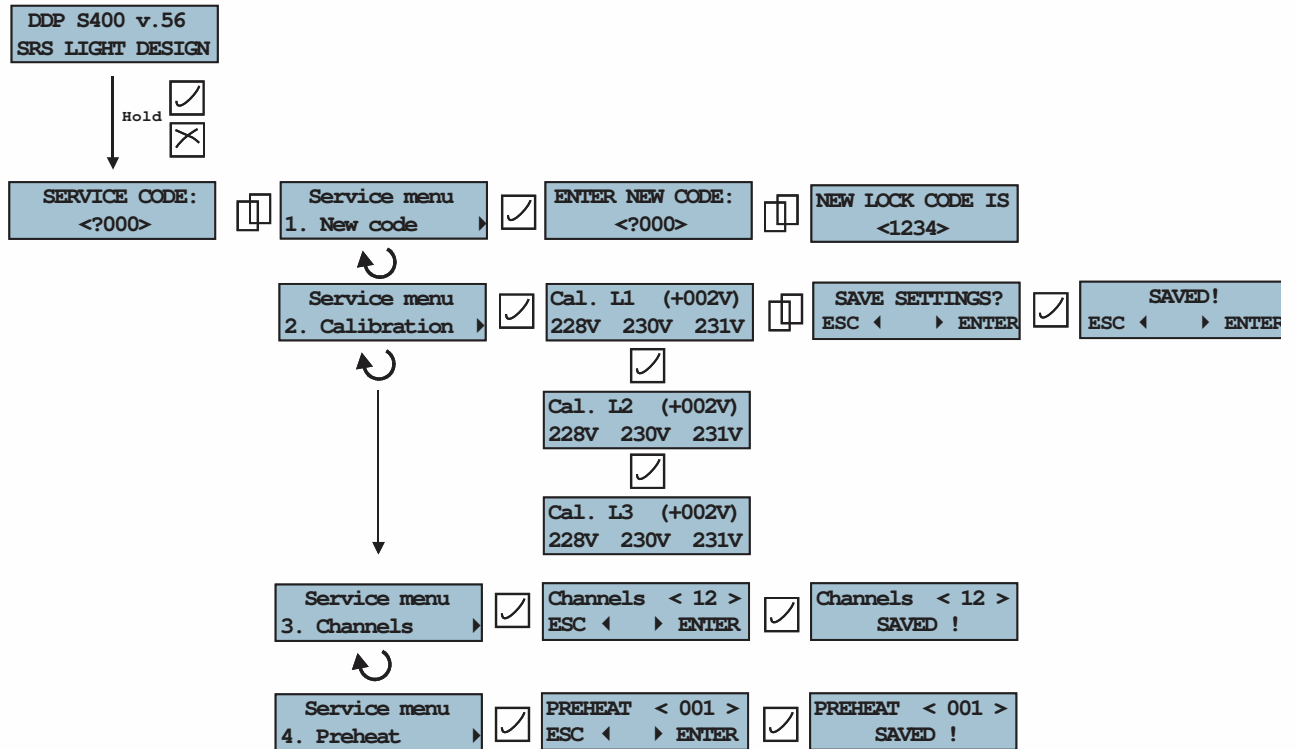 DDP S400 v.56
SRS LIGHT DESIGN
Hold
SERVICE CODE:
<?000>
Service menu
1. New code
ENTER NEW CODE:
<?000>
NEW LOCK CODE IS
<1234>
Service menu
2. Calibration
Cal. L1 (+002V)
228V 230V 231V
SAVE SETTINGS?
ESC ENTER
SAVED!
ESC ENTER
Cal. L2 (+002V)
228V 230V 231V
Cal. L3 (+002V)
228V 230V 231V
Service menu
3. Channels
Channels < 12 >
ESC ENTER
Channels < 12 >
SAVED !
Service menu
4. Preheat
PREHEAT < 001 >
ESC ENTER
PREHEAT < 001 >
SAVED !